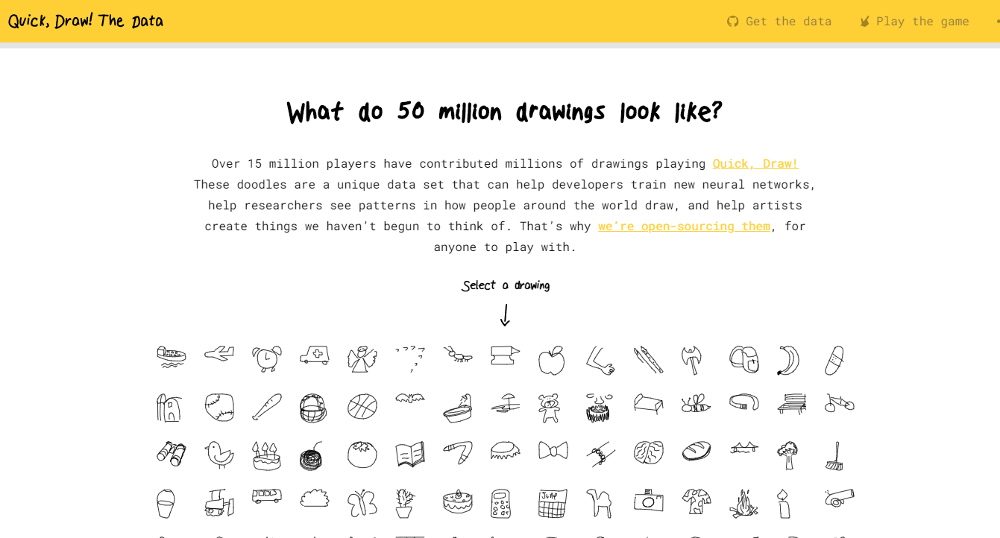 Quick, Draw! The Data
Get the data
Play the game
What do 50 million drawings look like?
Over 15 million players have contributed millions of drawings playing Quick, Draw!
These doodles are a unique data set that can help developers train new neural networks,
help researchers see patterns in how people around the world draw, and help artists
create things we haven't begun to think of. That's why we're open-sourcing them, for
anyone to play with.
Select a drawing